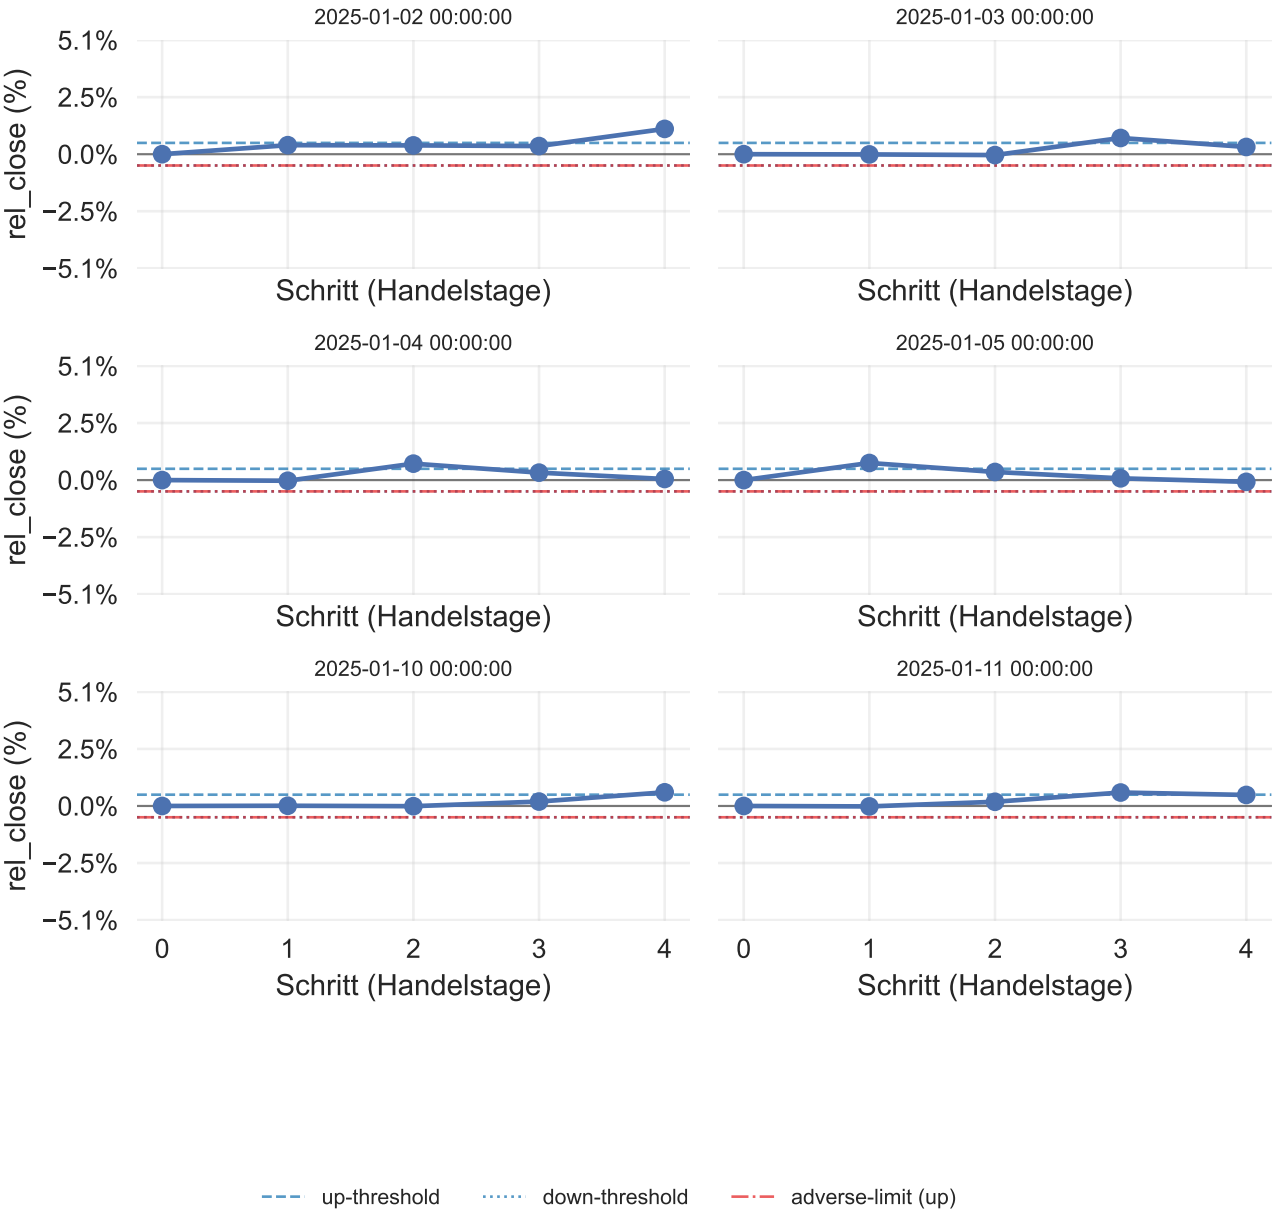 2025-01-02 00:00:00
2025-01-03 00:00:00
5.1%
2.5%
0.0%
−2.5%
−5.1%
rel_close (%)
Schritt (Handelstage)
Schritt (Handelstage)
2025-01-04 00:00:00
2025-01-05 00:00:00
5.1%
2.5%
0.0%
−2.5%
−5.1%
rel_close (%)
Schritt (Handelstage)
Schritt (Handelstage)
2025-01-10 00:00:00
2025-01-11 00:00:00
5.1%
2.5%
0.0%
−2.5%
−5.1%
rel_close (%)
0 1 2 3 4
0 1 2 3 4
Schritt (Handelstage)
Schritt (Handelstage)
up-threshold down-threshold adverse-limit (up)